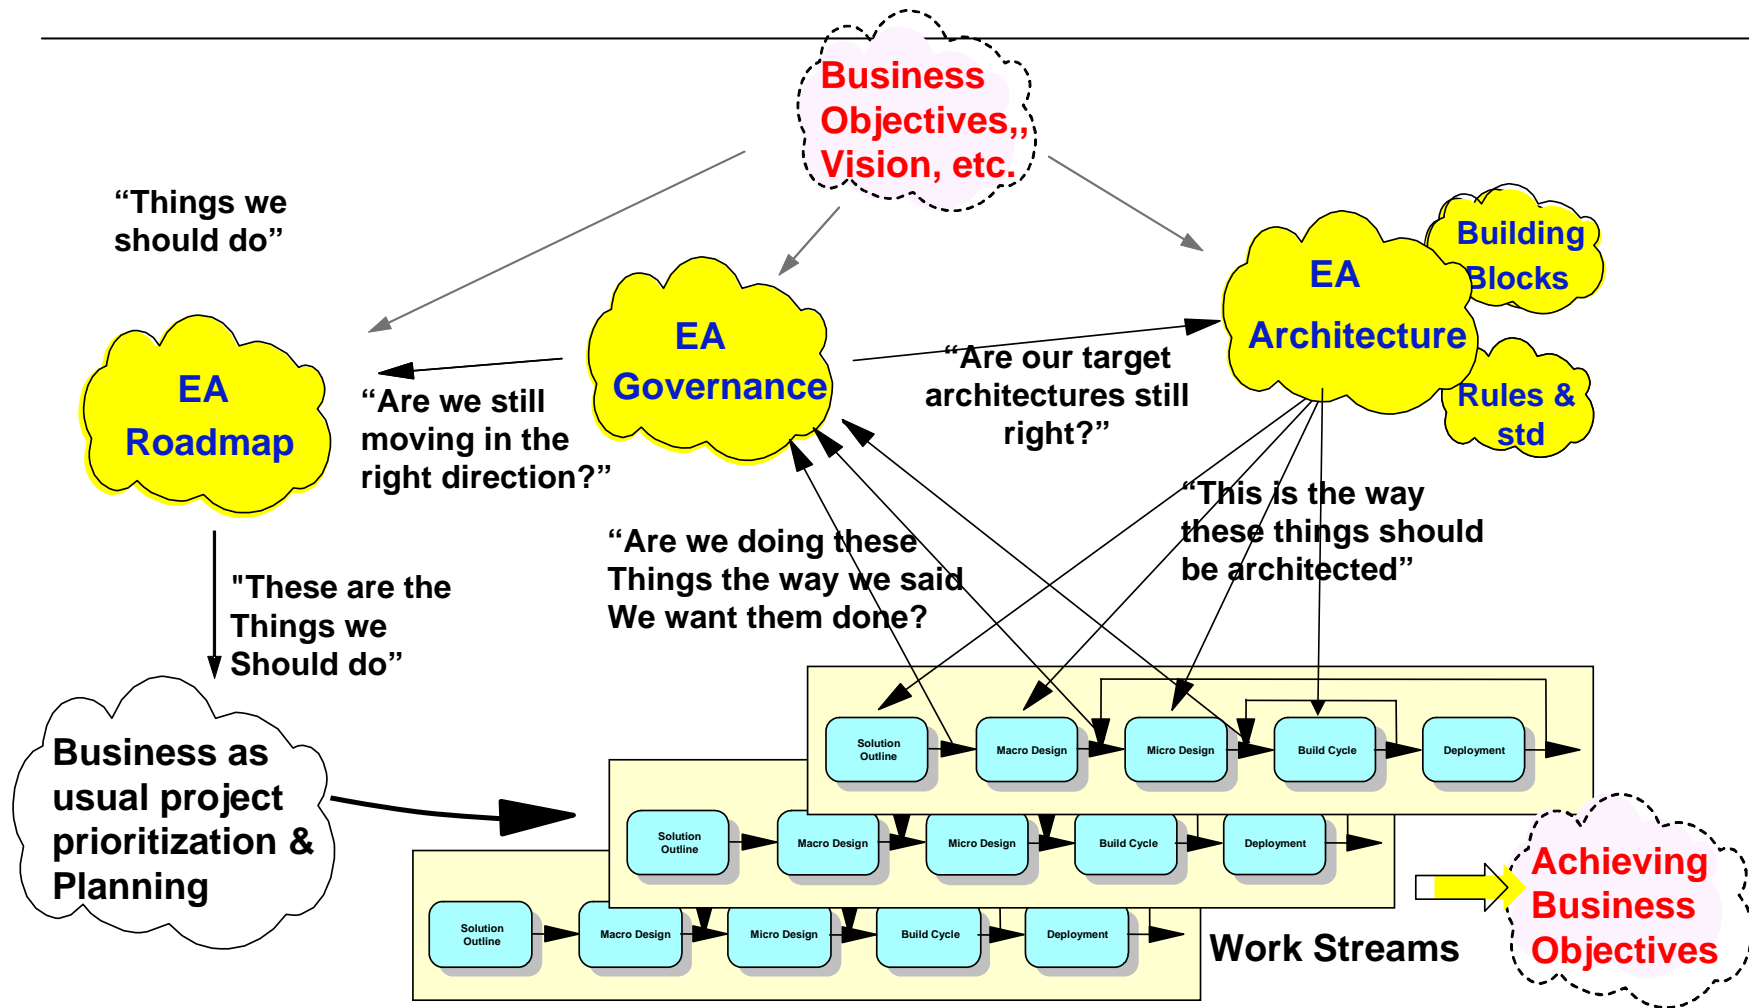 Business
Objectives,,
Vision, etc.
“Things we
should do”
Building
Blocks
EA
Architecture
EA
Governance
“Are our target
architectures still
right?”
Rules &
std
EA
Roadmap
“Are we still
moving in the
right direction?”
“This is the way
these things should
be architected”
“Are we doing these
Things the way we said
We want them done?
"These are the
Things we
Should do”
Business as
usual project
prioritization &
Planning
Solution
Outline
Macro Design
Micro Design
Build Cycle
Deployment
Solution
Outline
Macro Design
Micro Design
Build Cycle
Deployment
Solution
Outline
Macro Design
Micro Design
Build Cycle
Deployment
Work Streams
Achieving
Business
Objectives